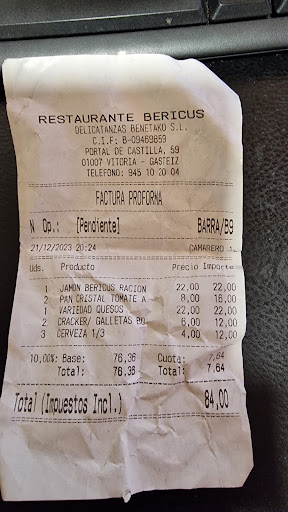 RESTAURANTE BERICUS
DELICATANZAS BENETAKO S.L.
C.I.F: B-09469859
PORTAL DE CASTILLA, 59
01007 VITORIA - GASTEIZ
TELEFONO: 945 10 20 04
FACTURA PROFORMA
N Op.: [Pendiente] BARRA/B9
21/12/2023 20:24 CAMARERO 1
Uds. Producto Precio Importe
1 JAMON BERICUS RACION 22,00 22,00
2 PAN CRISTAL TOMATE A 8,00 16,00
1 VARIEDAD QUESOS 22,00 22,00
2 CRACKER/ GALLETAS 6,00 12,00
3 CERVEZA 1/3 4,00 12,00
10,00% Base: 76,36 Cuota: 7,64
Total: 76,36 Total: 7,64
Total (Impuestos Incl.) 84,00